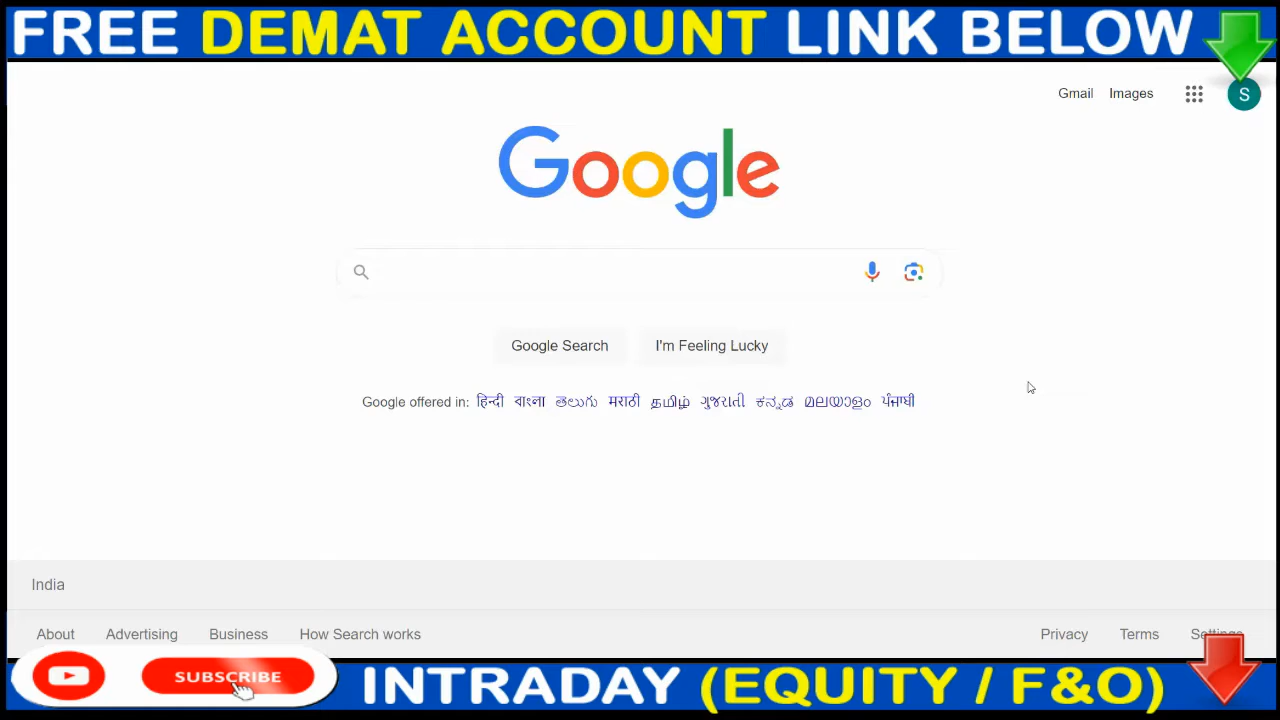 FREE DEMAT ACCOUNT LINK BELOW
Gmail Images S
Google
Google Search I'm Feeling Lucky
Google offered in: हिन्दी বাংলা తెలుగు मराठी தமிழ் ગુજરાતી ಕನ್ನಡ മലയാളം ਪੰਜਾਬੀ
India
About Advertising Business How Search works Privacy Terms Settings
SUBSCRIBE
INTRADAY (EQUITY / F&O)